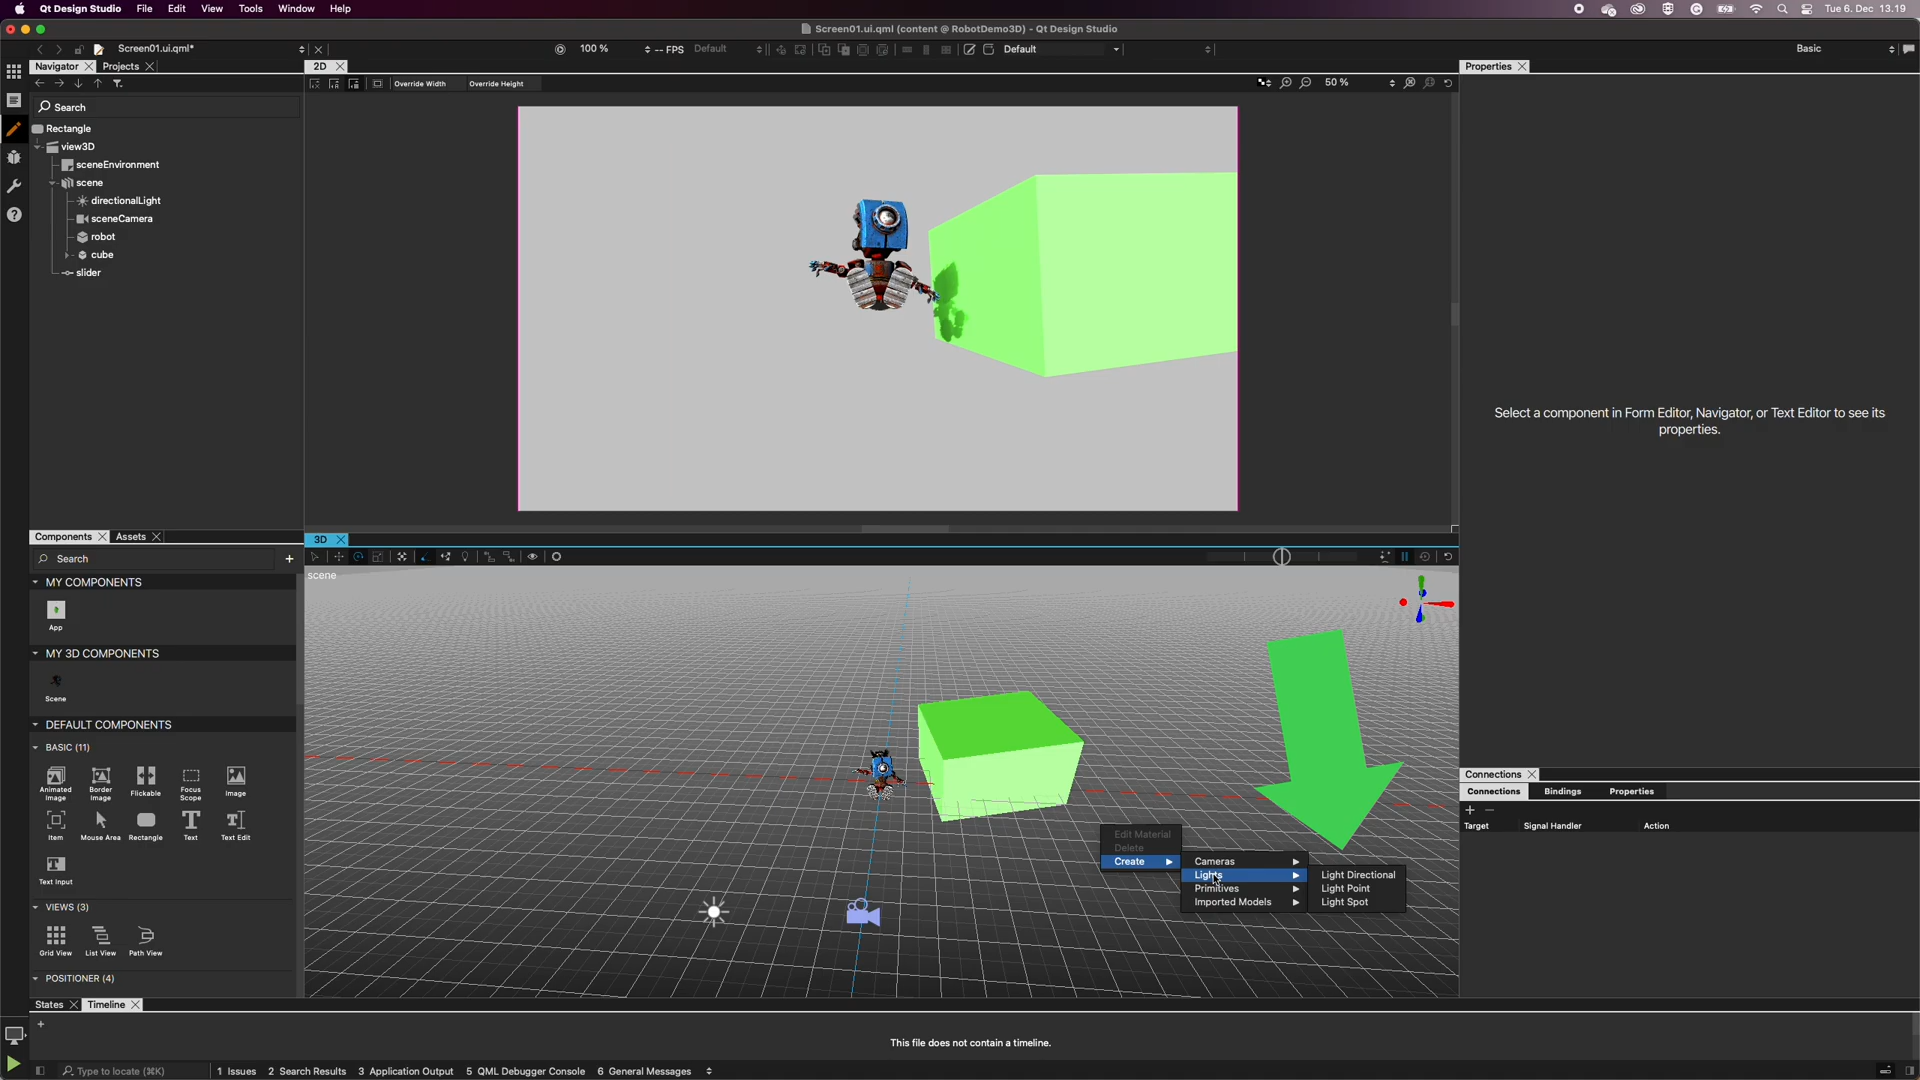 Qt Design Studio File Edit View Tools Window Help Tue 6. Dec 13.19
Screen01.ui.qml (content @ RobotDemo3D) - Qt Design Studio
Screen01.ui.qml* 100 % -- FPS Default Default Basic
Navigator Projects 2D Properties
Override Width Override Height 50 %
Search
Rectangle
view3D
sceneEnvironment
scene
directionalLight
sceneCamera
robot
cube
slider
Select a component in Form Editor, Navigator, or Text Editor to see its
properties.
Components Assets 3D
Search
scene
MY COMPONENTS
App
MY 3D COMPONENTS
Scene
DEFAULT COMPONENTS
BASIC (11)
Animated Image
Border Image
Flickable
Focus Scope
Image
Item
Mouse Area
Rectangle
Text
Text Edit
Text Input
VIEWS (3)
Grid View
List View
Path View
POSITIONER (4)
Edit Material
Delete
Create
Cameras
Lights
Primitives
Imported Models
Light Directional
Light Point
Light Spot
Connections
Connections Bindings Properties
Target Signal Handler Action
States Timeline
This file does not contain a timeline.
Type to locate (⌘K) 1 Issues 2 Search Results 3 Application Output 5 QML Debugger Console 6 General Messages